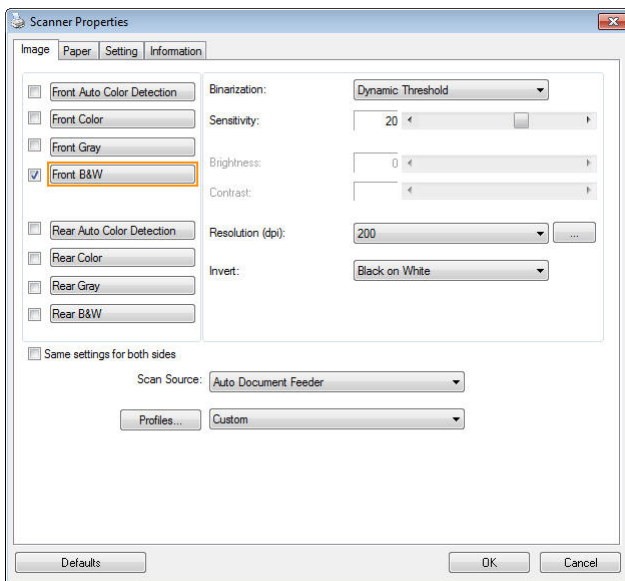 Scanner Properties
Image Paper Setting Information
Front Auto Color Detection
Front Color
Front Gray
Front B&W
Rear Auto Color Detection
Rear Color
Rear Gray
Rear B&W
Binarization: Dynamic Threshold
Sensitivity: 20
Brightness: 0
Contrast:
Resolution (dpi): 200 ...
Invert: Black on White
Same settings for both sides
Scan Source: Auto Document Feeder
Profiles... Custom
Defaults OK Cancel